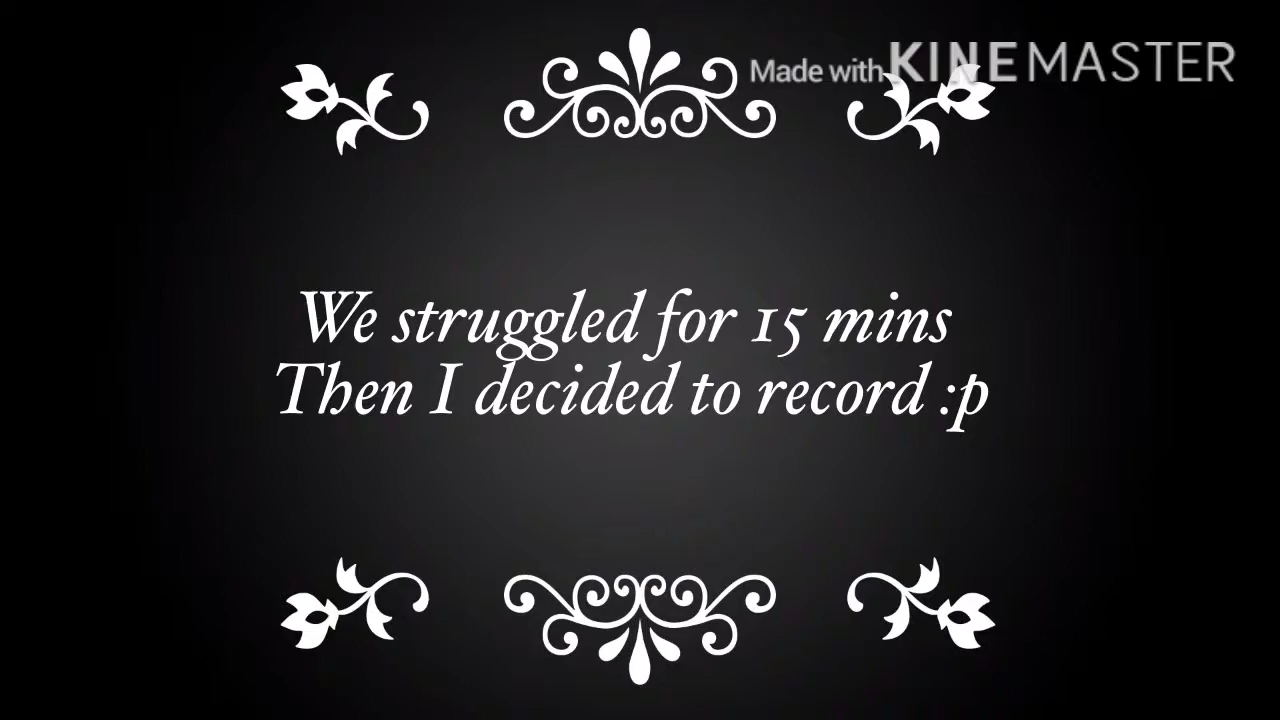 Made with KINEMASTER
We struggled for 15 mins
Then I decided to record :p